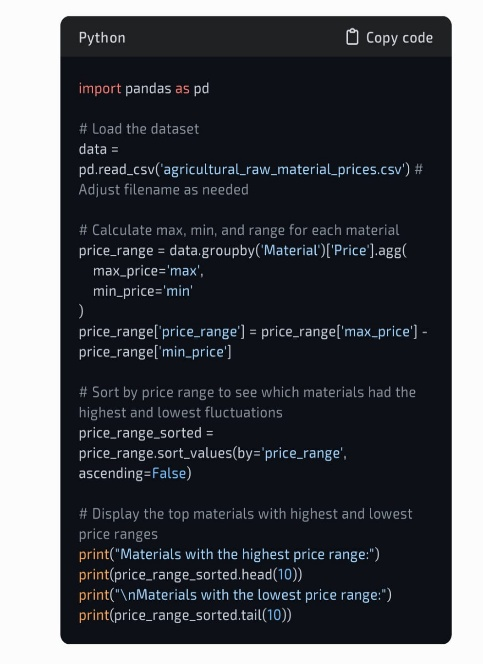 Python
Copy code
import pandas as pd
# Load the dataset
data =
pd.read_csv('agricultural_raw_material_prices.csv') #
Adjust filename as needed
# Calculate max, min, and range for each material
price_range = data.groupby('Material')['Price'].agg(
    max_price='max',
    min_price='min'
)
price_range['price_range'] = price_range['max_price'] -
price_range['min_price']
# Sort by price range to see which materials had the
highest and lowest fluctuations
price_range_sorted =
price_range.sort_values(by='price_range',
ascending=False)
# Display the top materials with highest and lowest
price ranges
print("Materials with the highest price range:")
print(price_range_sorted.head(10))
print("\nMaterials with the lowest price range:")
print(price_range_sorted.tail(10))